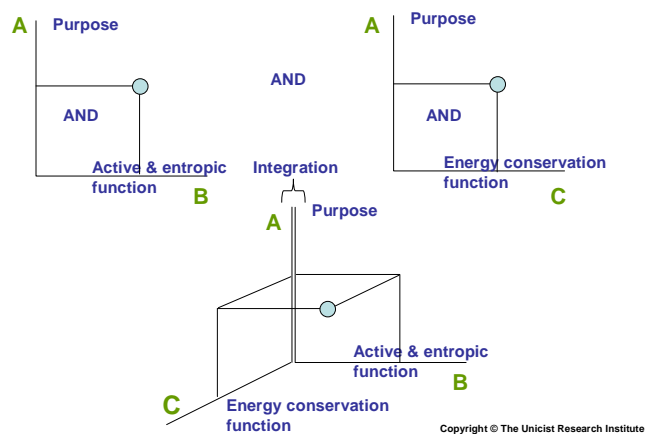 A
Purpose
AND
Active & entropic
function
B
AND
A
Purpose
AND
Energy conservation
function
C
Integration
A
Purpose
Active & entropic
function
B
C
Energy conservation
function
Copyright © The Unicist Research Institute